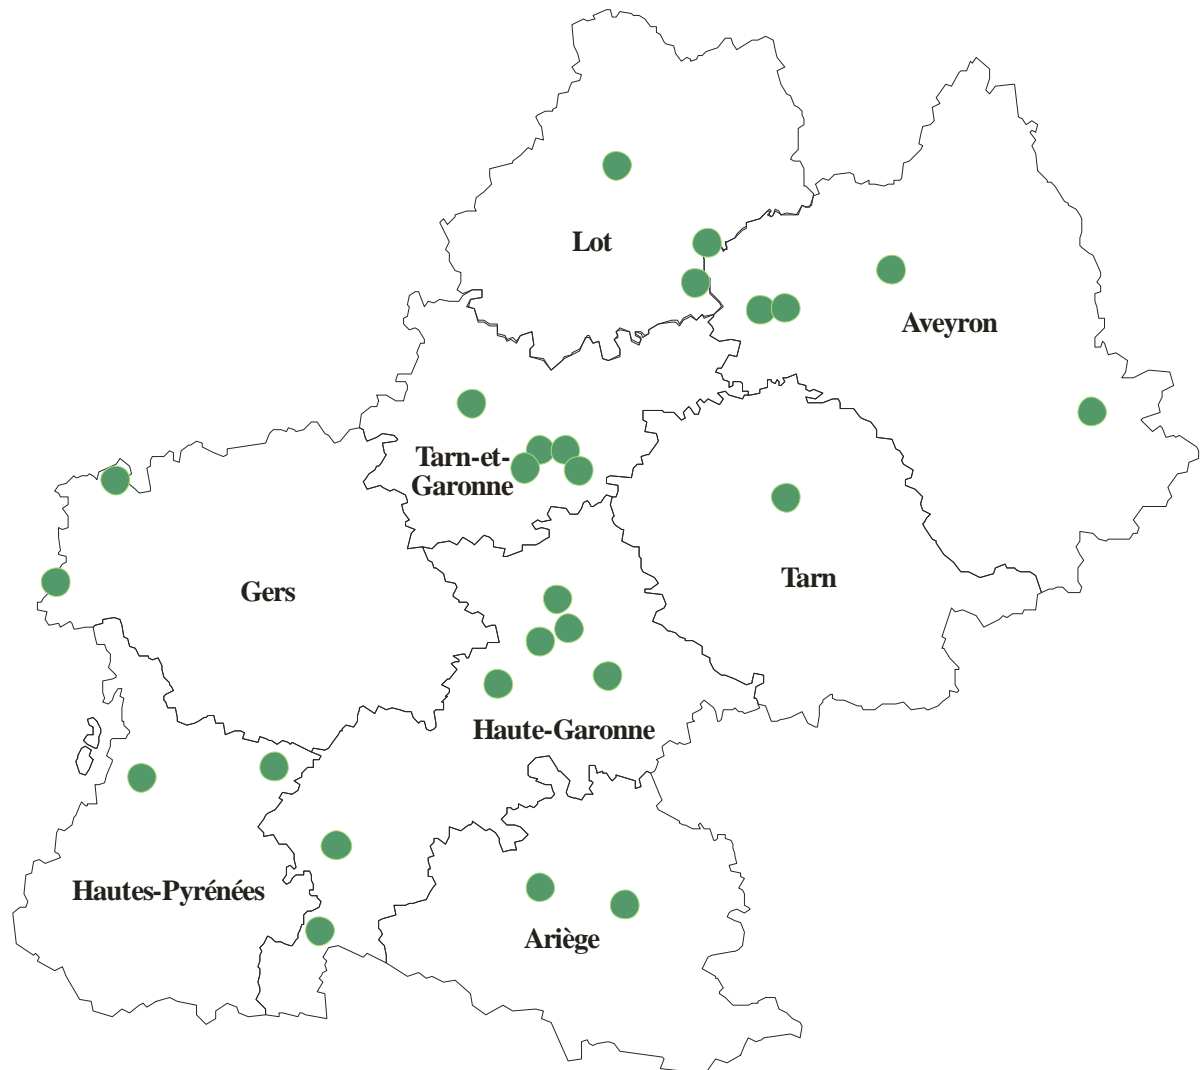 Lot
Aveyron
Tarn-et-
Garonne
Tarn
Gers
Haute-Garonne
Hautes-Pyrénées
Ariège